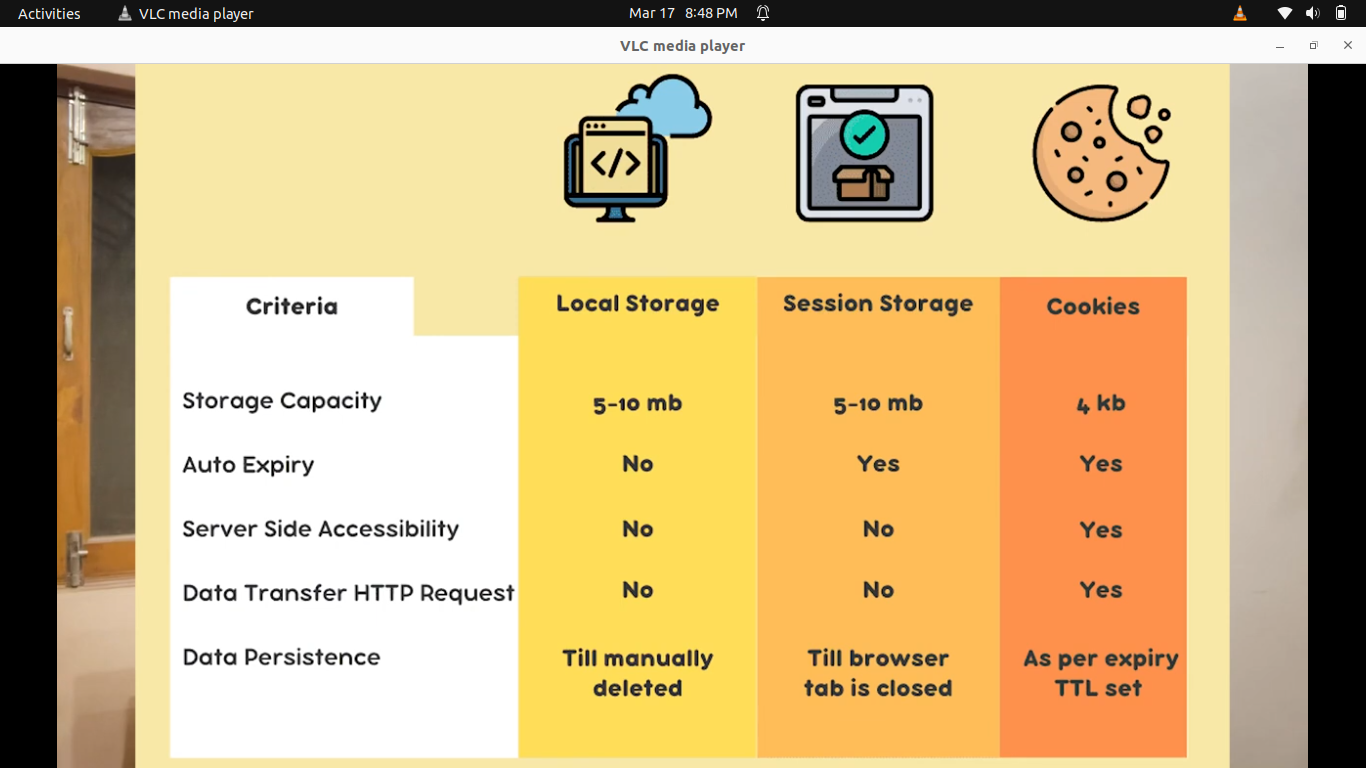 Activities VLC media player Mar 17 8:48 PM
VLC media player
</>
Criteria Local Storage Session Storage Cookies
Storage Capacity 5-10 mb 5-10 mb 4 kb
Auto Expiry No Yes Yes
Server Side Accessibility No No Yes
Data Transfer HTTP Request No No Yes
Data Persistence Till manually deleted Till browser tab is closed As per expiry TTL set